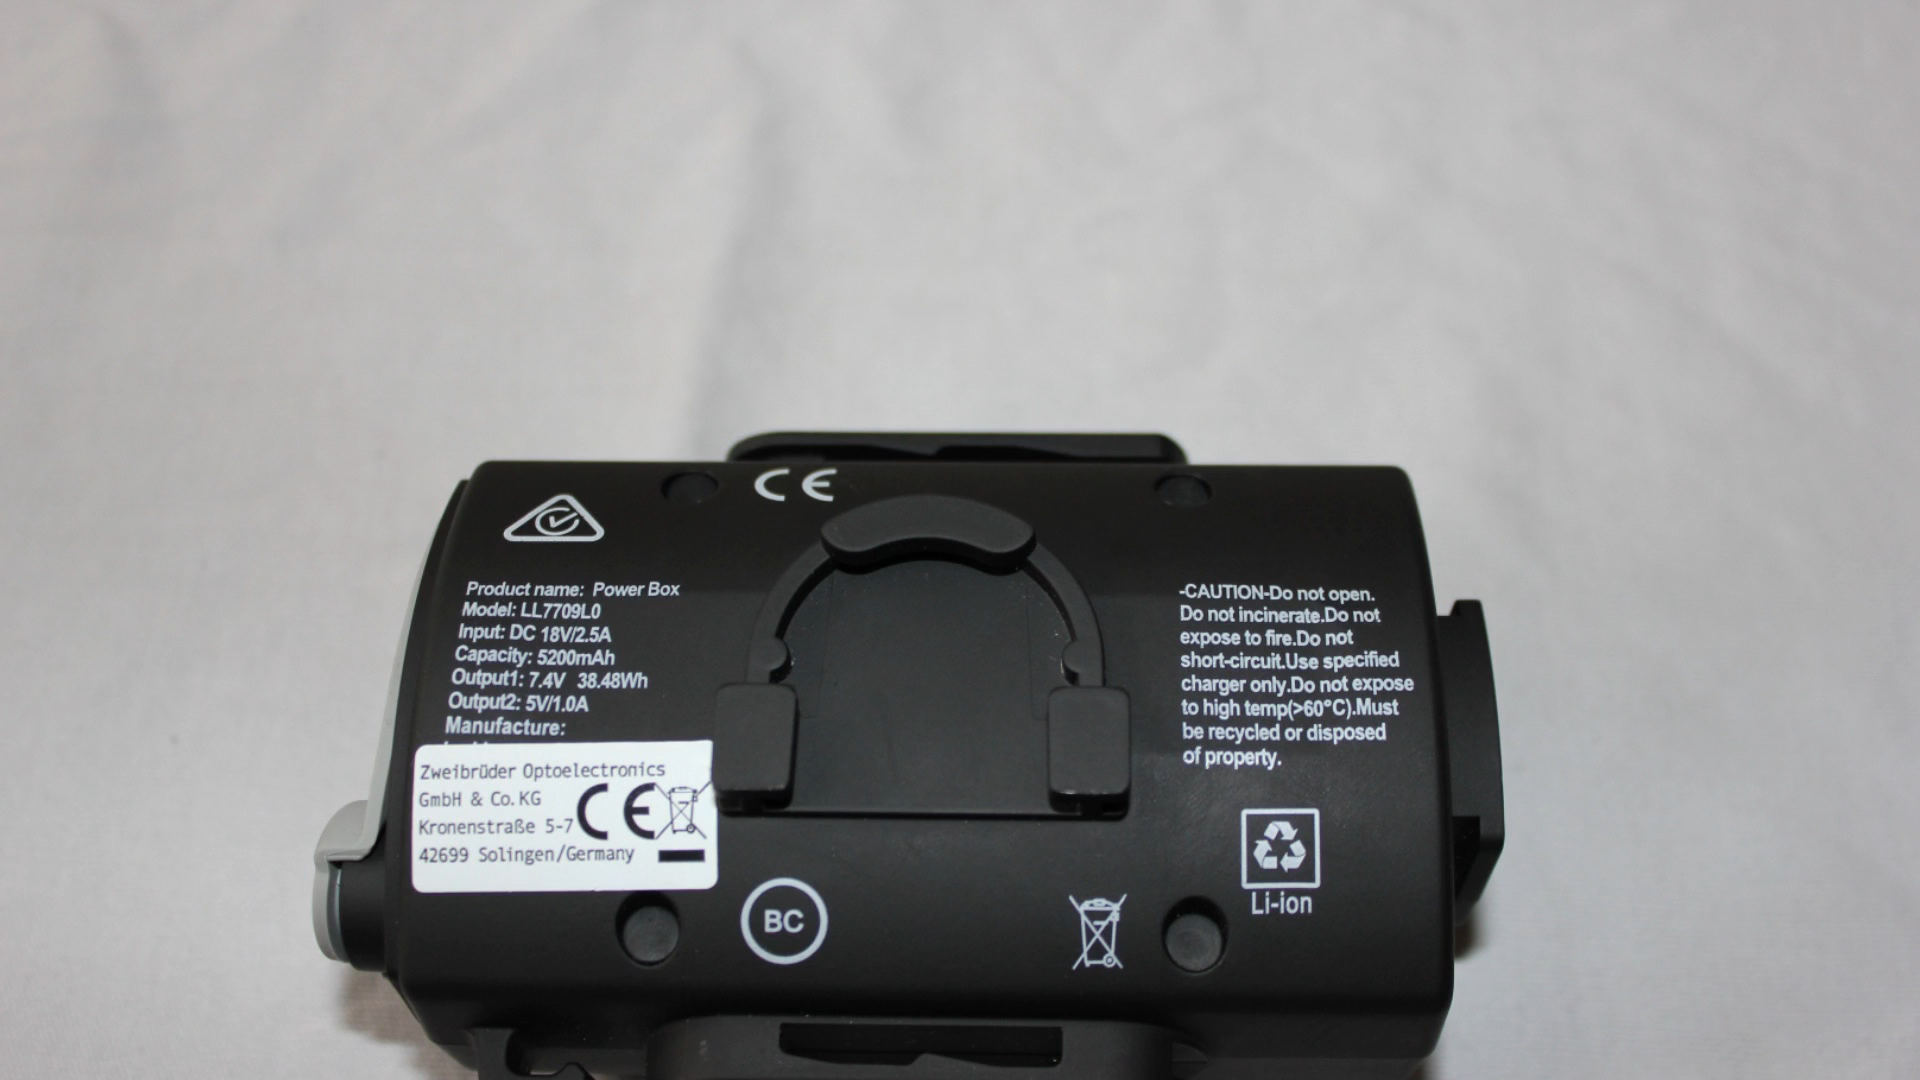 CE
Product name: Power Box
Model: LL7709L0
Input: DC 18V/2.5A
Capacity: 5200mAh
Output1: 7.4V 38.48Wh
Output2: 5V/1.0A
Manufacture:
Zweibrüder Optoelectronics
GmbH & Co. KG
Kronenstraße 5-7
42699 Solingen/Germany
CE
BC
-CAUTION-Do not open.
Do not incinerate.Do not
expose to fire.Do not
short-circuit.Use specified
charger only.Do not expose
to high temp(>60°C).Must
be recycled or disposed
of property.
Li-ion